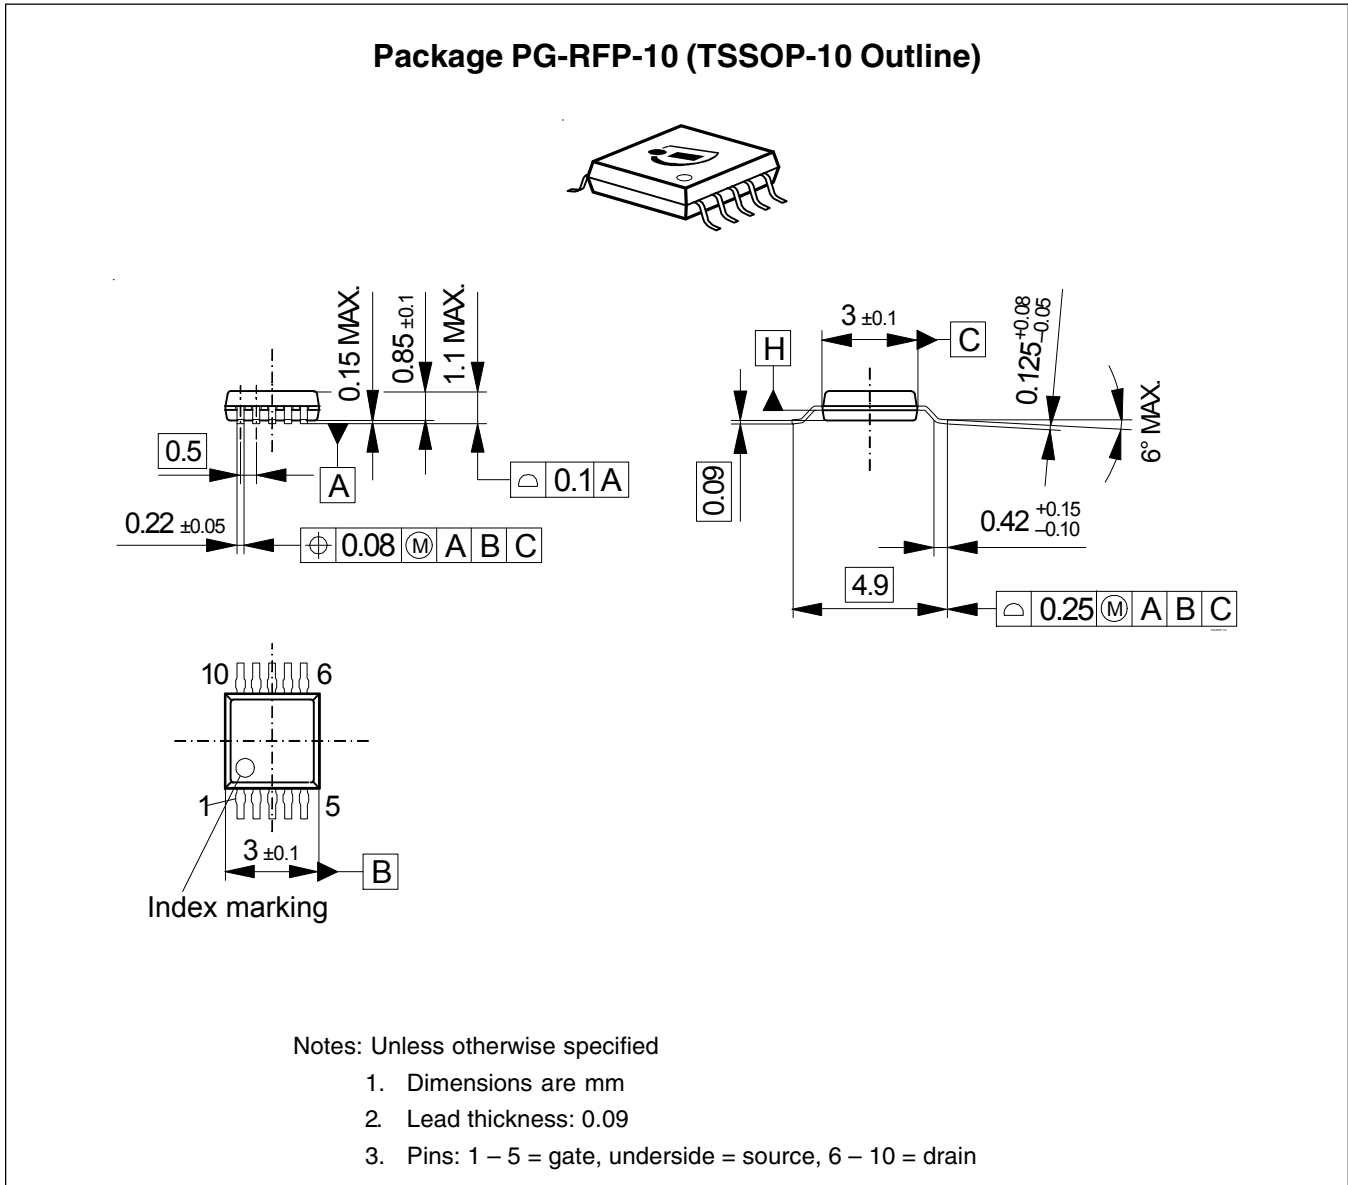 Package PG-RFP-10 (TSSOP-10 Outline)
0.15 MAX.
0.85 ±0.1
1.1 MAX.
0.5
A
0.1 A
0.22 ±0.05
0.08 Ⓜ A B C
H
3 ±0.1
C
0.125 +0.08 –0.05
6° MAX.
0.09
0.42 +0.15 –0.10
4.9
0.25 Ⓜ A B C
10
6
1
5
3 ±0.1
B
Index marking
Notes: Unless otherwise specified
1. Dimensions are mm
2. Lead thickness: 0.09
3. Pins: 1 – 5 = gate, underside = source, 6 – 10 = drain